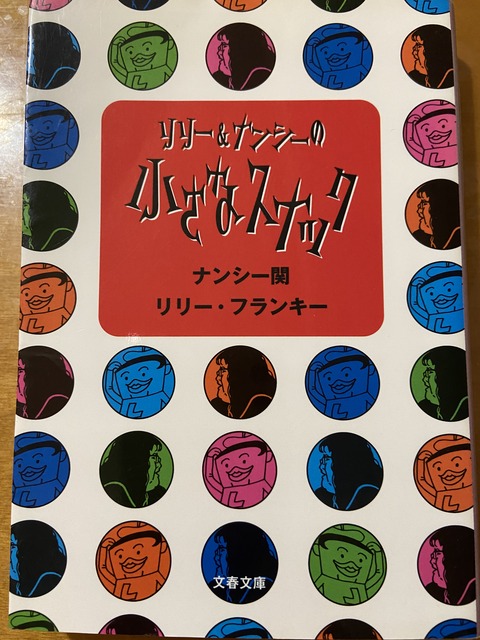 リリー&ナンシーの
小さなスナック
ナンシー関
リリー・フランキー
文春文庫